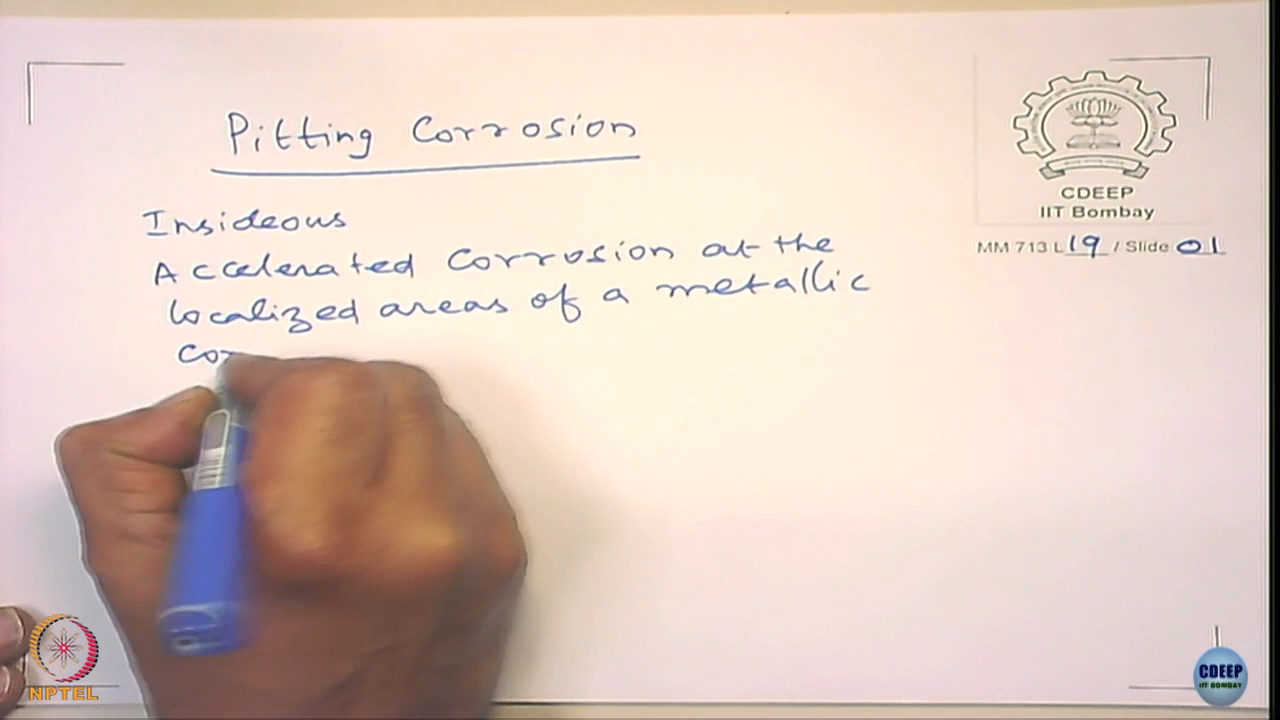 Pitting Corrosion
Insideous
Accelerated Corrosion at the
localized areas of a metallic
CDEEP
IIT Bombay
MM 713 L 19 / Slide 01
NPTEL
CDEEP
IIT BOMBAY